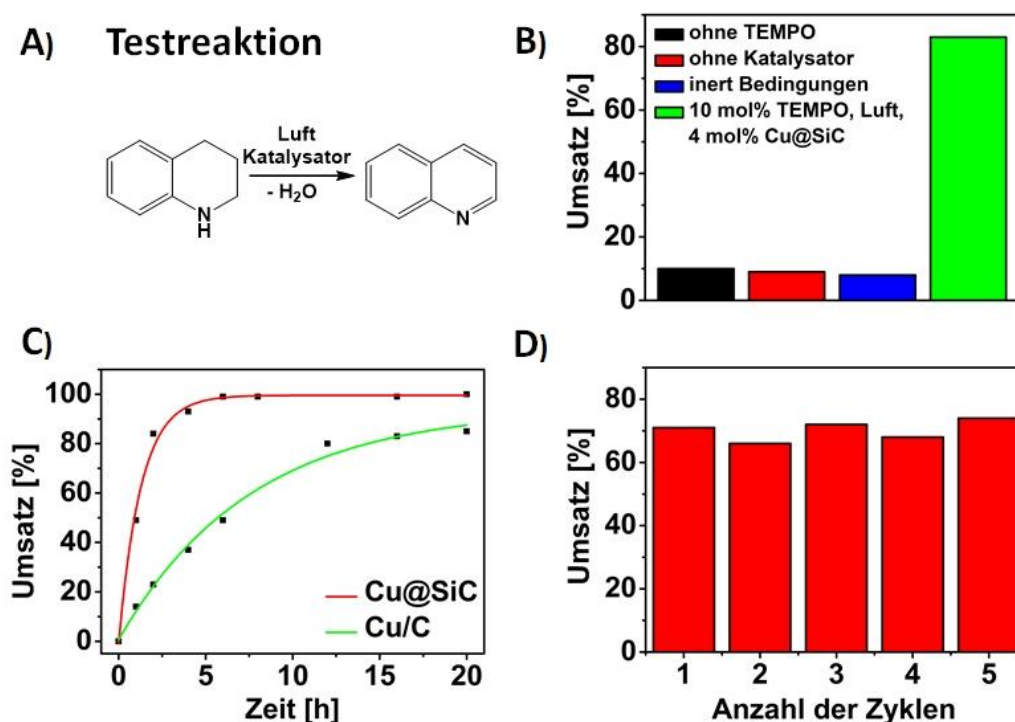 A) Testreaktion
Luft
Katalysator
- H₂O
N
H
N
B)
Umsatz [%]
80
60
40
20
0
ohne TEMPO
ohne Katalysator
inert Bedingungen
10 mol% TEMPO, Luft,
4 mol% Cu@SiC
C)
Umsatz [%]
100
80
60
40
20
0
Cu@SiC
Cu/C
0 5 10 15 20
Zeit [h]
D)
Umsatz [%]
80
60
40
20
0
1 2 3 4 5
Anzahl der Zyklen